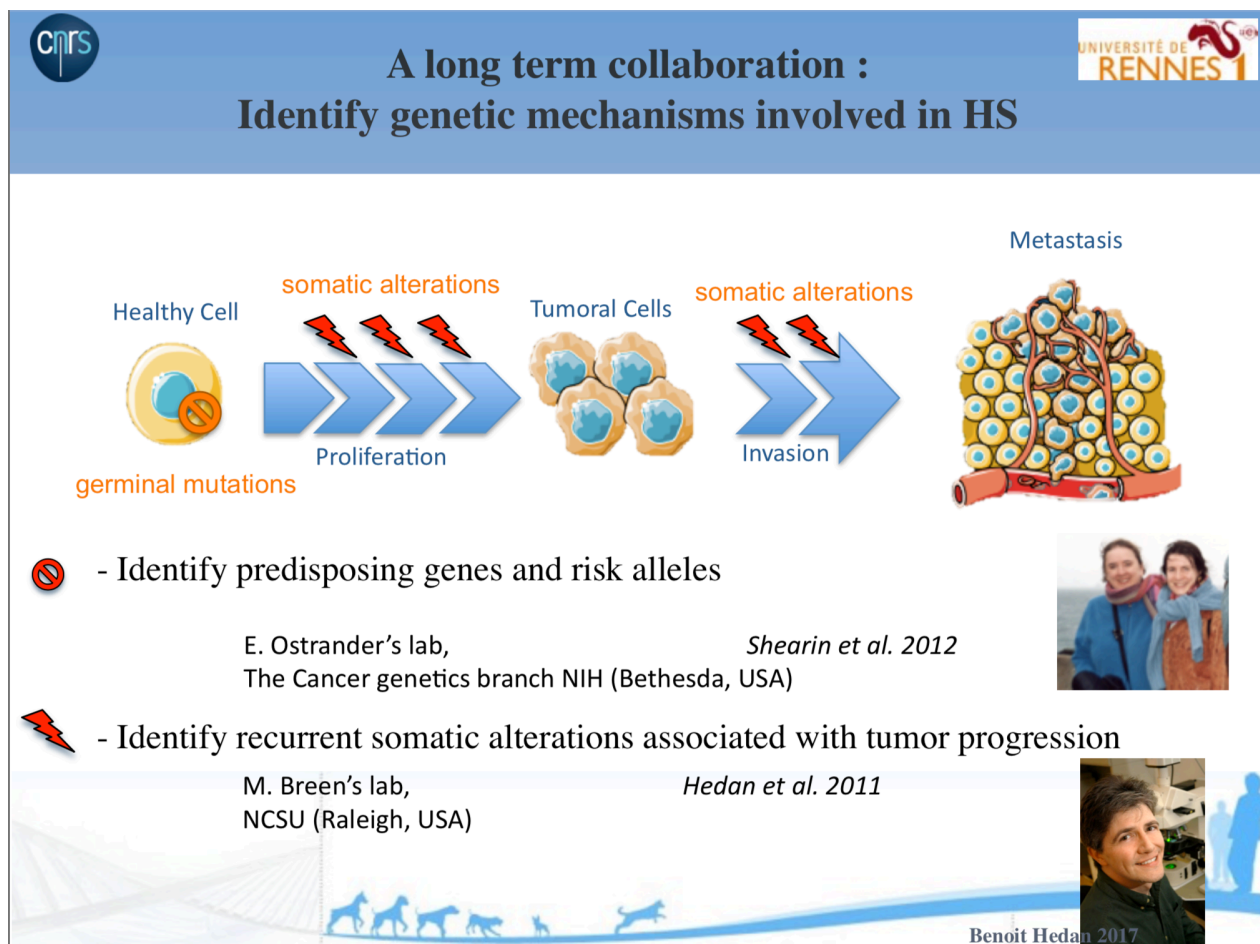 cnrs
UNIVERSITÉ DE
RENNES 1
ueb
A long term collaboration :
Identify genetic mechanisms involved in HS
Metastasis
somatic alterations
somatic alterations
Healthy Cell
Tumoral Cells
Proliferation
Invasion
germinal mutations
- Identify predisposing genes and risk alleles
E. Ostrander’s lab,
Shearin et al. 2012
The Cancer genetics branch NIH (Bethesda, USA)
- Identify recurrent somatic alterations associated with tumor progression
M. Breen’s lab,
Hedan et al. 2011
NCSU (Raleigh, USA)
Benoit Hedan 2017